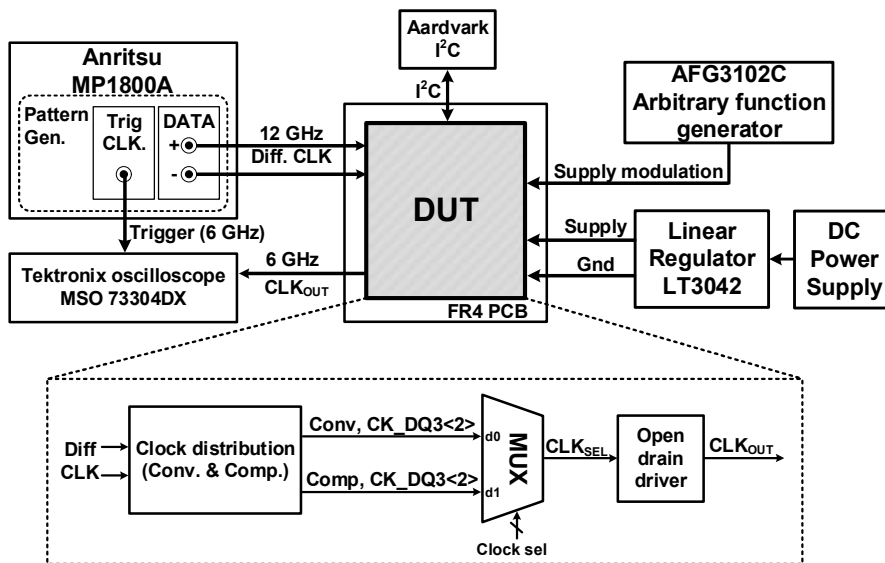 Anritsu
MP1800A
Pattern
Gen.
Trig
CLK.
DATA
+
-
Aardvark
I²C
I²C
12 GHz
Diff. CLK
AFG3102C
Arbitrary function
generator
Supply modulation
DUT
Trigger (6 GHz)
Tektronix oscilloscope
MSO 73304DX
6 GHz
CLKOUT
Supply
Gnd
Linear
Regulator
LT3042
DC
Power
Supply
FR4 PCB
Diff
CLK
Clock distribution
(Conv. & Comp.)
Conv, CK_DQ3<2>
Comp, CK_DQ3<2>
d0
d1
MUX
Clock sel
CLKSEL
Open
drain
driver
CLKOUT